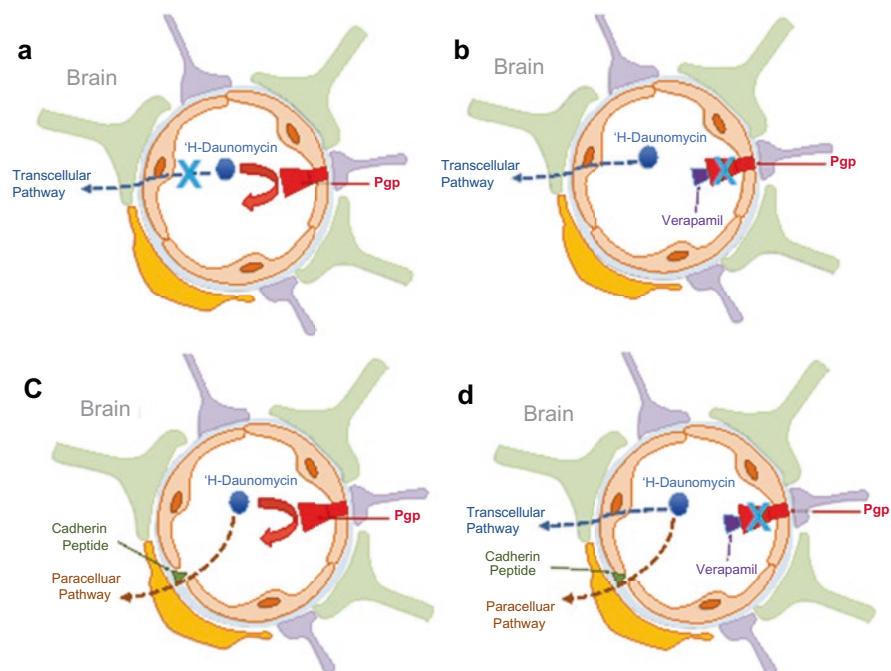 a
Brain
‘H-Daunomycin
Transcellular
Pathway
Pgp
b
Brain
‘H-Daunomycin
Transcellular
Pathway
Pgp
Verapamil
C
Brain
‘H-Daunomycin
Pgp
Cadherin
Peptide
Paracelluar
Pathway
d
Brain
‘H-Daunomycin
Transcellular
Pathway
Pgp
Cadherin
Peptide
Verapamil
Paracelluar
Pathway